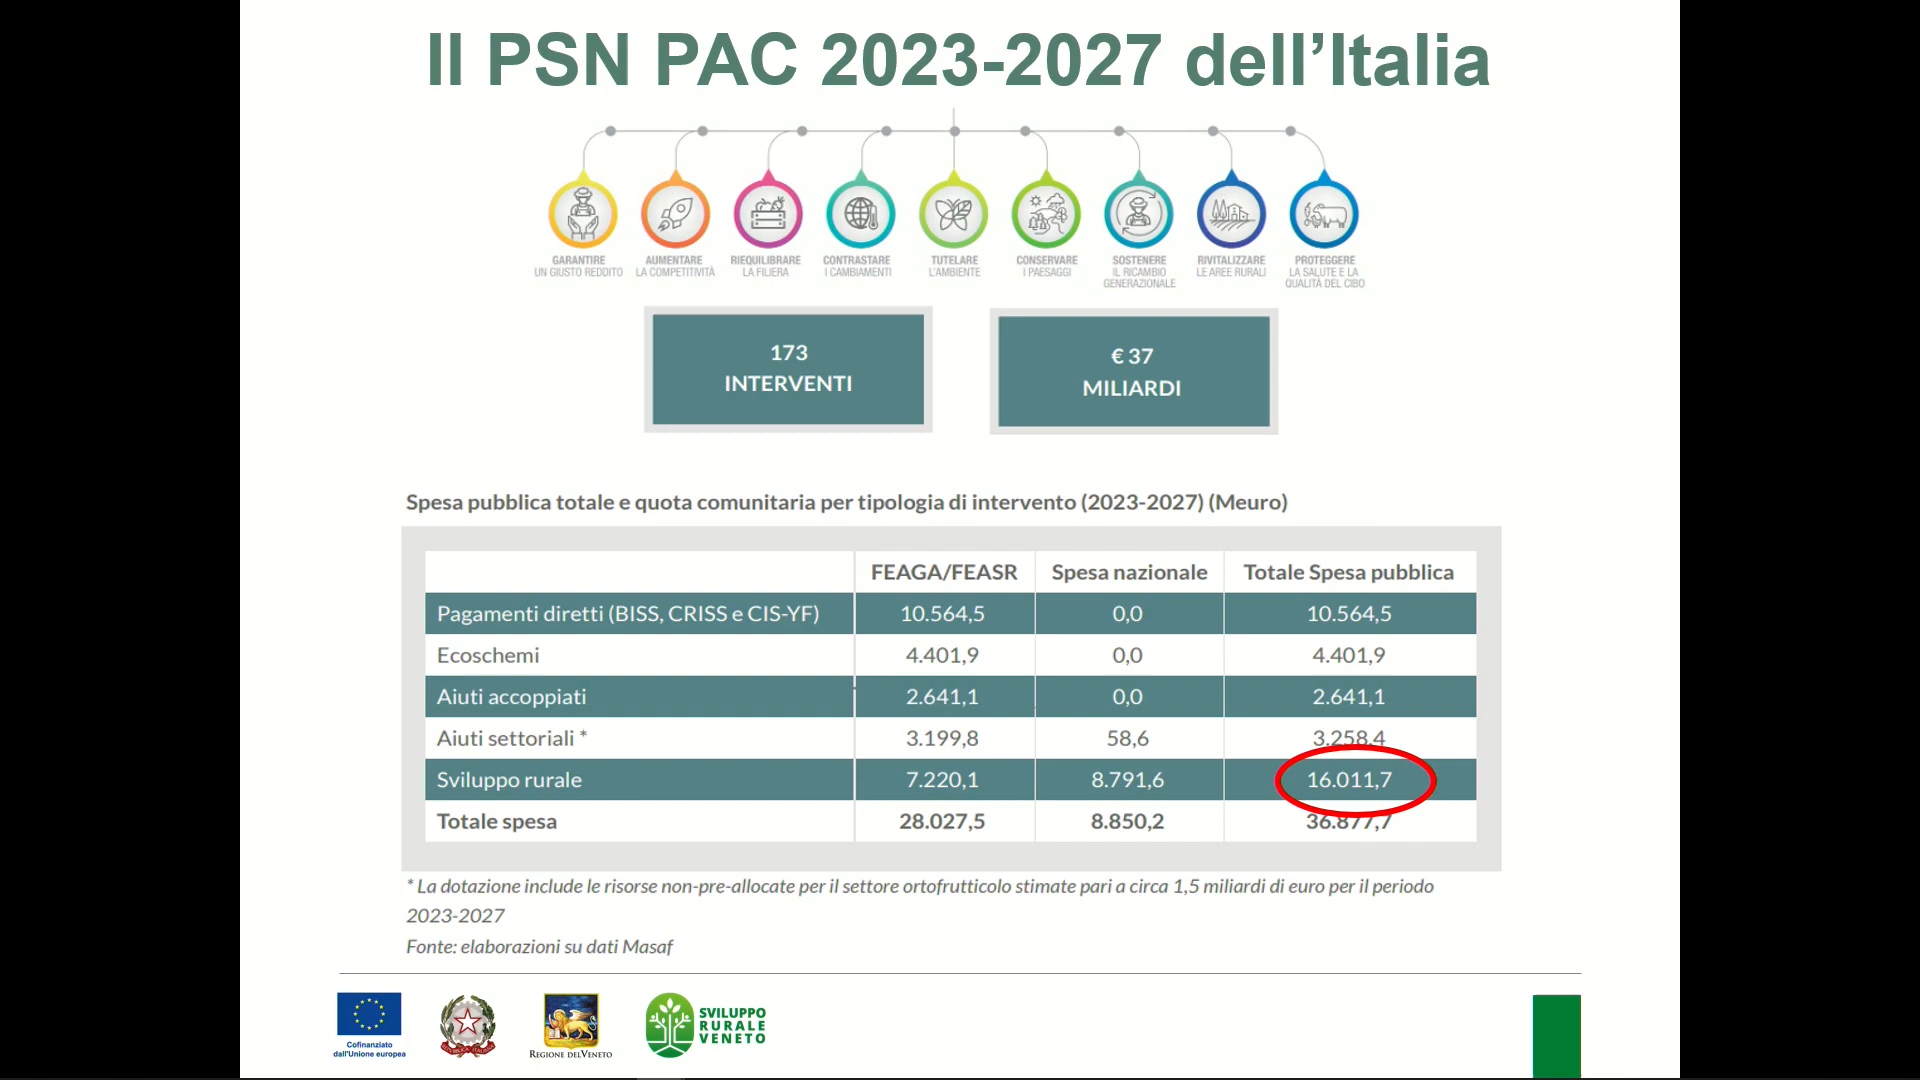 Il PSN PAC 2023-2027 dell’Italia
GARANTIRE
UN GIUSTO REDDITO
AUMENTARE
LA COMPETITIVITÀ
RIEQUILIBRARE
LA FILIERA
CONTRASTARE
I CAMBIAMENTI
TUTELARE
L'AMBIENTE
CONSERVARE
I PAESAGGI
SOSTENERE
IL RICAMBIO
GENERAZIONALE
RIVITALIZZARE
LE AREE RURALI
PROTEGGERE
LA SALUTE E LA
QUALITÀ DEL CIBO
173
INTERVENTI
€ 37
MILIARDI
Spesa pubblica totale e quota comunitaria per tipologia di intervento (2023-2027) (Meuro)
FEAGA/FEASR Spesa nazionale Totale Spesa pubblica
Pagamenti diretti (BISS, CRISS e CIS-YF) 10.564,5 0,0 10.564,5
Ecoschemi 4.401,9 0,0 4.401,9
Aiuti accoppiati 2.641,1 0,0 2.641,1
Aiuti settoriali * 3.199,8 58,6 3.258,4
Sviluppo rurale 7.220,1 8.791,6 16.011,7
Totale spesa 28.027,5 8.850,2 36.877,7
* La dotazione include le risorse non-pre-allocate per il settore ortofrutticolo stimate pari a circa 1,5 miliardi di euro per il periodo
2023-2027
Fonte: elaborazioni su dati Masaf
Cofinanziato
dall'Unione europea
REGIONE DEL VENETO
SVILUPPO
RURALE
VENETO